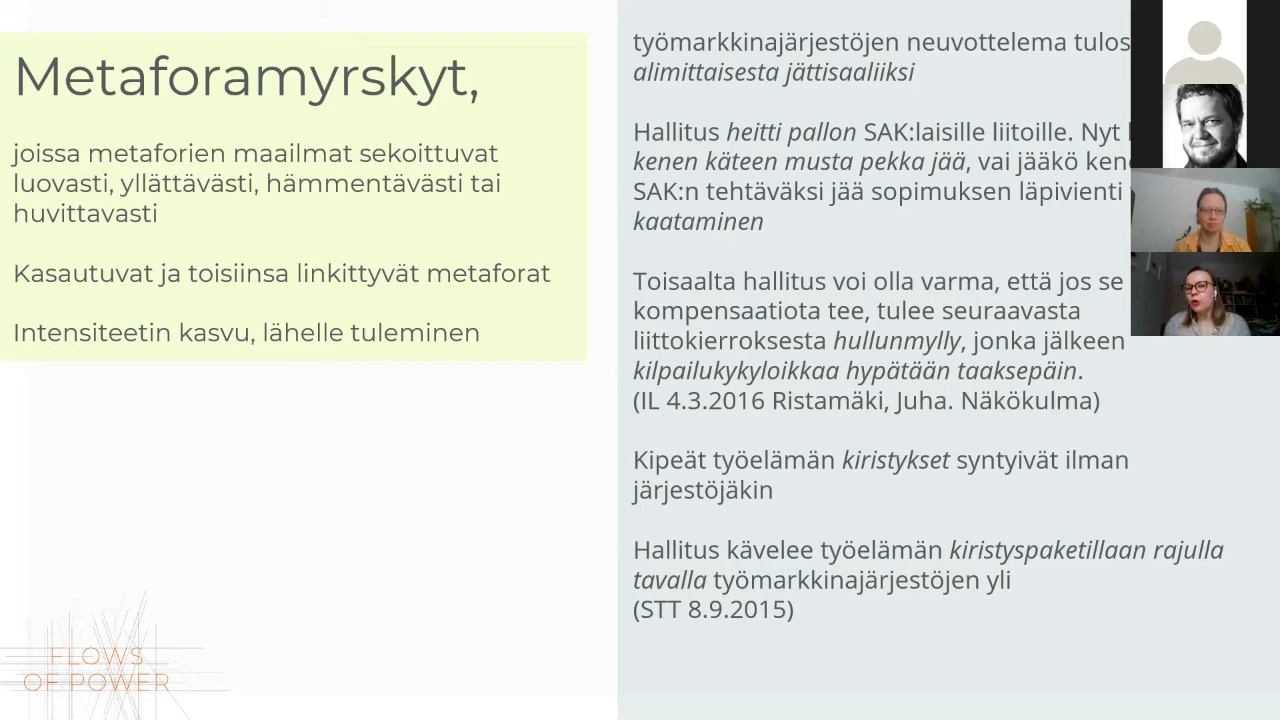 Metaforamyrskyt,
joissa metaforien maailmat sekoittuvat
luovasti, yllättävästi, hämmentävästi tai
huvittavasti
Kasautuvat ja toisiinsa linkittyvät metaforat
Intensiteetin kasvu, lähelle tuleminen
FLOWS
OF POWER
työmarkkinajärjestöjen neuvottelema tulos
alimittaisesta jättisaaliiksi
Hallitus heitti pallon SAK:laisille liitoille. Nyt
kenen käteen musta pekka jää, vai jääkö
SAK:n tehtäväksi jää sopimuksen läpivienti
kaataminen
Toisaalta hallitus voi olla varma, että jos se
kompensaatiota tee, tulee seuraavasta
liittokierroksesta hullunmylly, jonka jälkeen
kilpailukykyloikkaa hypätään taaksepäin.
(IL 4.3.2016 Ristamäki, Juha. Näkökulma)
Kipeät työelämän kiristykset syntyivät ilman
järjestöjäkin
Hallitus kävelee työelämän kiristyspaketillaan rajulla
tavalla työmarkkinajärjestöjen yli
(STT 8.9.2015)